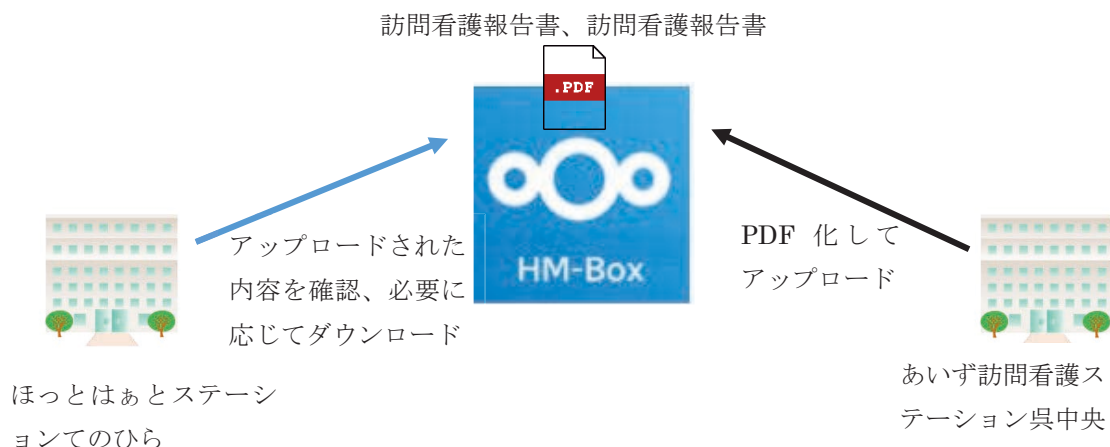 訪問看護報告書、訪問看護報告書
.PDF
HM-Box
アップロードされた
内容を確認、必要に
応じてダウンロード
PDF 化して
アップロード
ほっとはぁとステーシ
ョンてのひら
あいず訪問看護ス
テーション呉中央